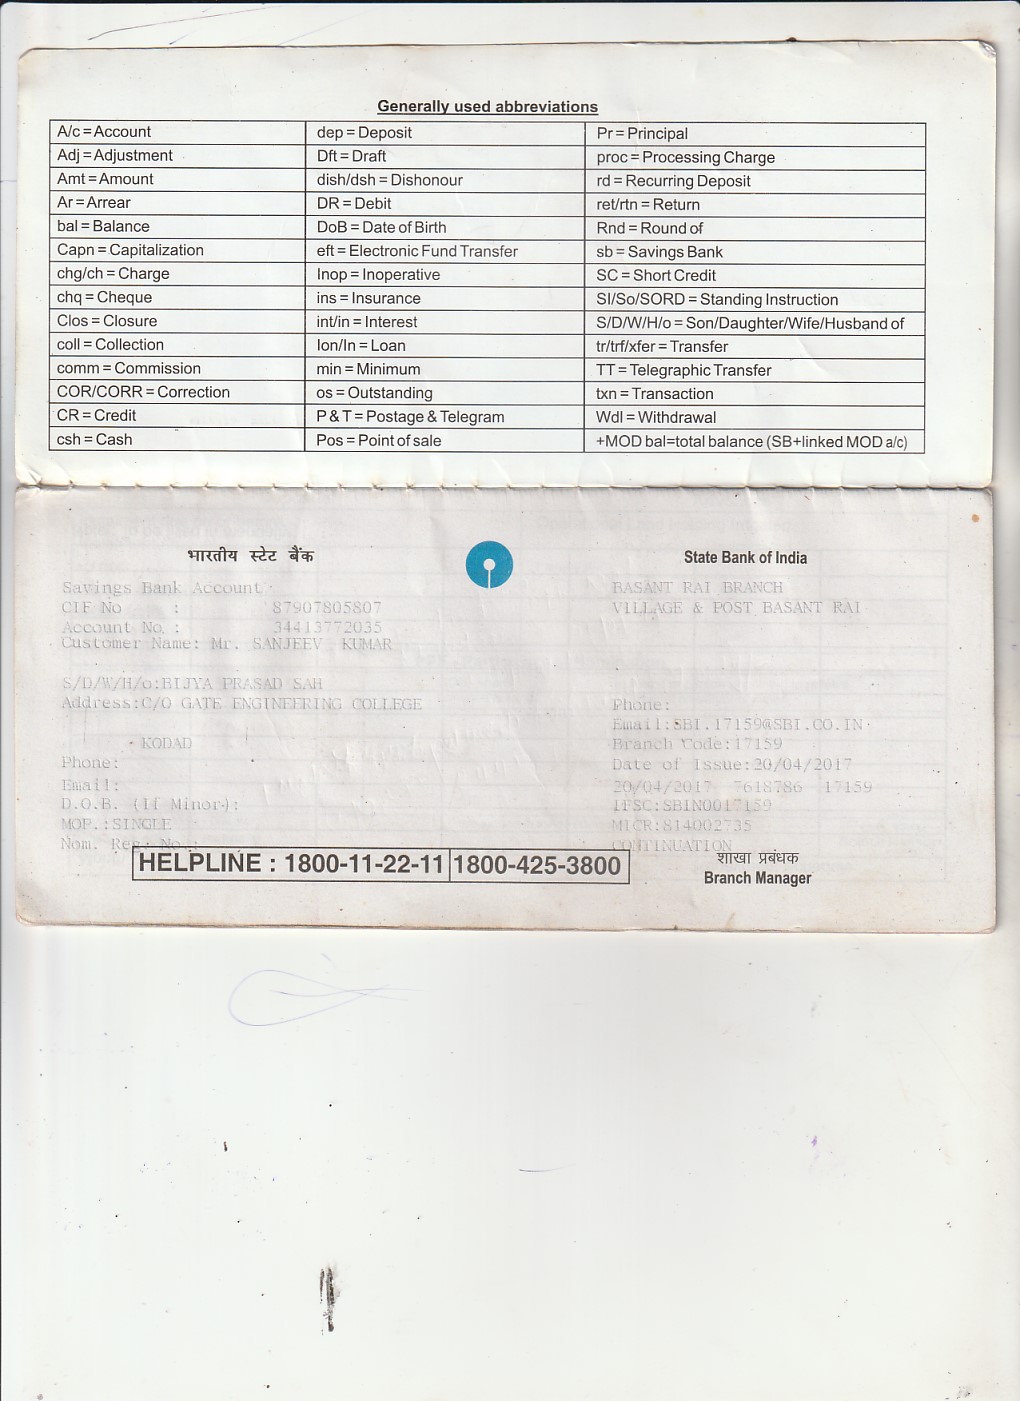 Generally used abbreviations
A/c = Account	dep = Deposit	Pr = Principal
Adj = Adjustment	Dft = Draft	proc = Processing Charge
Amt = Amount	dish/dsh = Dishonour	rd = Recurring Deposit
Ar = Arrear	DR = Debit	ret/rtn = Return
bal = Balance	DoB = Date of Birth	Rnd = Round of
Capn = Capitalization	eft = Electronic Fund Transfer	sb = Savings Bank
chg/ch = Charge	Inop = Inoperative	SC = Short Credit
chq = Cheque	ins = Insurance	SI/So/SORD = Standing Instruction
Clos = Closure	int/in = Interest	S/D/W/H/o = Son/Daughter/Wife/Husband of
coll = Collection	lon/ln = Loan	tr/trf/xfer = Transfer
comm = Commission	min = Minimum	TT = Telegraphic Transfer
COR/CORR = Correction	os = Outstanding	txn = Transaction
CR = Credit	P & T = Postage & Telegram	Wdl = Withdrawal
csh = Cash	Pos = Point of sale	+MOD bal=total balance (SB+linked MOD a/c)
भारतीय स्टेट बैंक	State Bank of India
Savings Bank Account	BASANT RAI BRANCH
CIF No : 87907805807	VILLAGE & POST BASANT RAI
Account No. : 34413772035
Customer Name: Mr. SANJEEV KUMAR
S/D/W/H/o:BIJYA PRASAD SAH
Address:C/O GATE ENGINEERING COLLEGE	Phone:
Email:SBI.17159@SBI.CO.IN
KODAD	Branch Code:17159
Phone:	Date of Issue:20/04/2017
Email:	20/04/2017 7618786 17159
D.O.B. (If Minor):	IFSC:SBIN0017159
MOP.:SINGLE	MICR:814002735
Nom. Reg. No.:	CONTINUATION
HELPLINE : 1800-11-22-11 1800-425-3800	शाखा प्रबंधक
Branch Manager